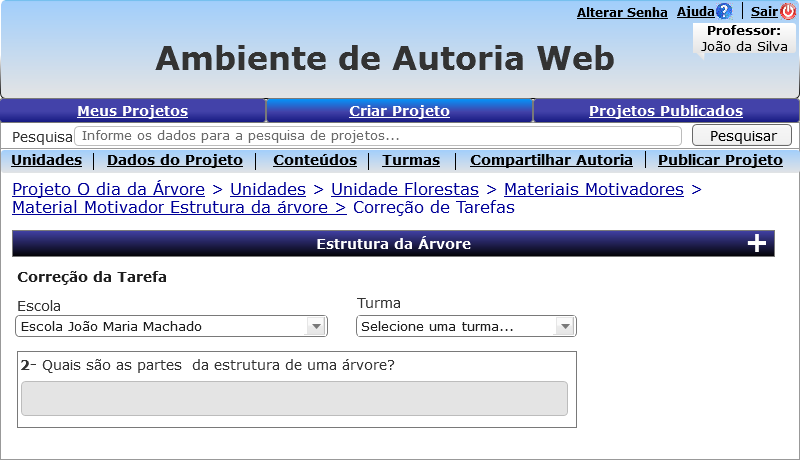 Alterar Senha Ajuda Sair
Professor:
João da Silva
Ambiente de Autoria Web
Meus Projetos Criar Projeto Projetos Publicados
Pesquisa Informe os dados para a pesquisa de projetos... Pesquisar
Unidades | Dados do Projeto | Conteúdos | Turmas | Compartilhar Autoria | Publicar Projeto
Projeto O dia da Árvore > Unidades > Unidade Florestas > Materiais Motivadores >
Material Motivador Estrutura da árvore > Correção de Tarefas
Estrutura da Árvore
Correção da Tarefa
Escola Turma
Escola João Maria Machado Selecione uma turma...
2- Quais são as partes  da estrutura de uma árvore?